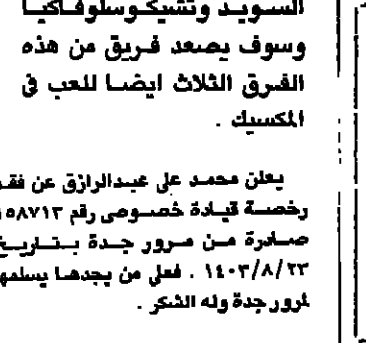 السويد وتشيكوسلوفاكيا
وسوف يصعد فريق من هذه
الفرق الثلاث ايضا للعب في
المكسيك .
يعلن محمد علي عبدالرازق عن فقد
رخصة قيادة خصوصى رقم ١٥٨٧١٣
صادرة من مرور جدة بتاريخ
١٤٠٣/٨/٢٣ . فعلى من يجدها يسلمها
لمرور جدة وله الشكر .